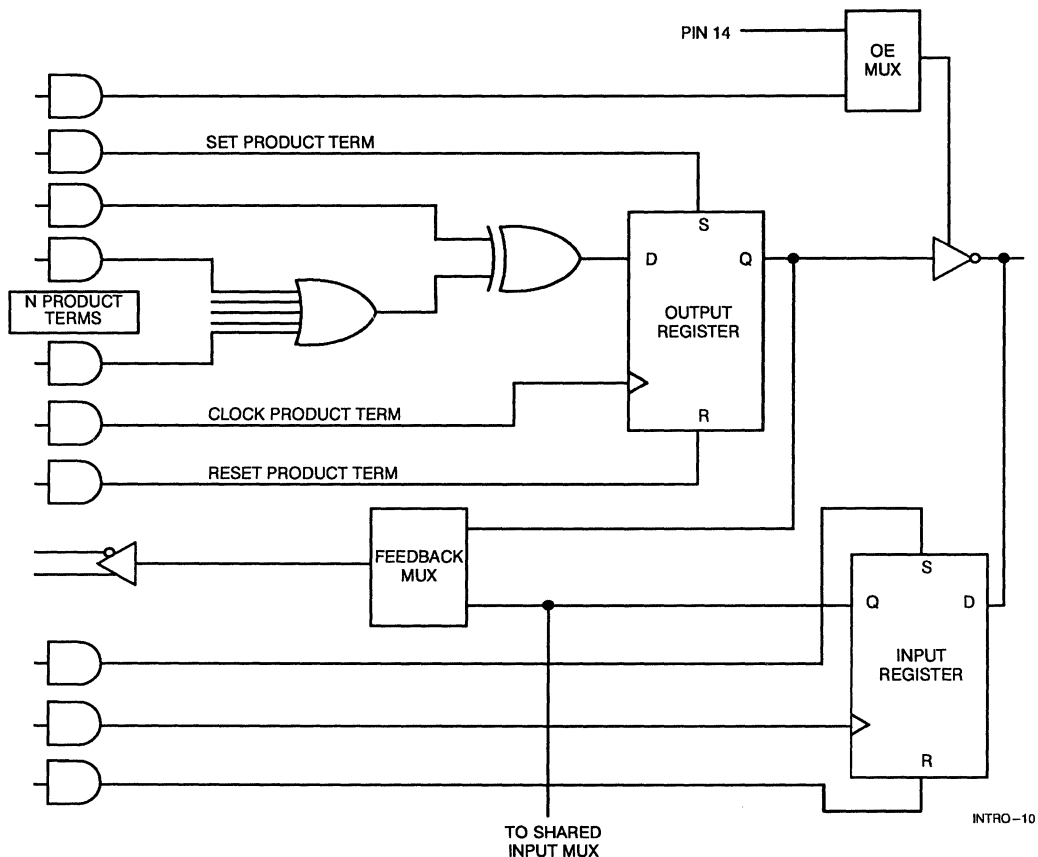 PIN 14
OE
MUX
SET PRODUCT TERM
S
D
Q
N PRODUCT
TERMS
OUTPUT
REGISTER
CLOCK PRODUCT TERM
R
RESET PRODUCT TERM
FEEDBACK
MUX
S
Q
D
INPUT
REGISTER
R
TO SHARED
INPUT MUX
INTRO–10